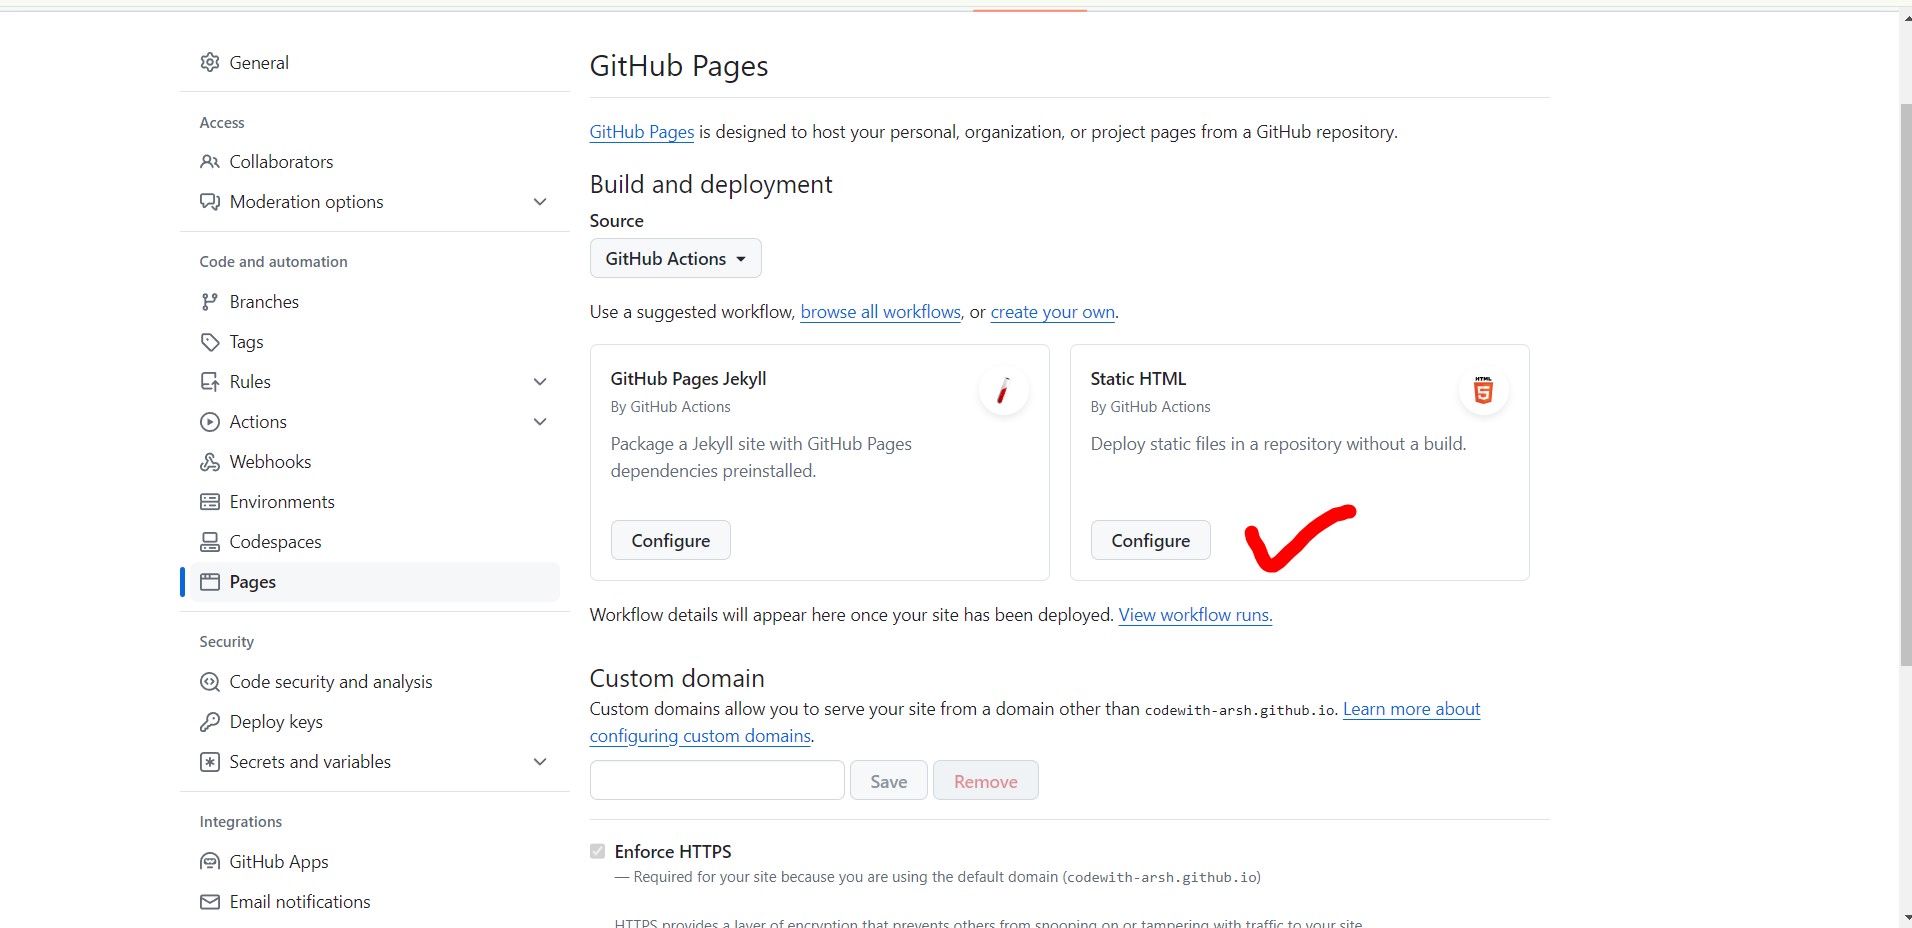 General
Access
Collaborators
Moderation options
Code and automation
Branches
Tags
Rules
Actions
Webhooks
Environments
Codespaces
Pages
Security
Code security and analysis
Deploy keys
Secrets and variables
Integrations
GitHub Apps
Email notifications
GitHub Pages
GitHub Pages is designed to host your personal, organization, or project pages from a GitHub repository.
Build and deployment
Source
GitHub Actions
Use a suggested workflow, browse all workflows, or create your own.
GitHub Pages Jekyll
By GitHub Actions
Package a Jekyll site with GitHub Pages
dependencies preinstalled.
Configure
Static HTML
By GitHub Actions
Deploy static files in a repository without a build.
HTML
5
Configure
Workflow details will appear here once your site has been deployed. View workflow runs.
Custom domain
Custom domains allow you to serve your site from a domain other than codewith-arsh.github.io. Learn more about
configuring custom domains.
Save
Remove
Enforce HTTPS
— Required for your site because you are using the default domain (codewith-arsh.github.io)
HTTPS provides a layer of encryption that prevents others from snooping on or tampering with traffic to your site